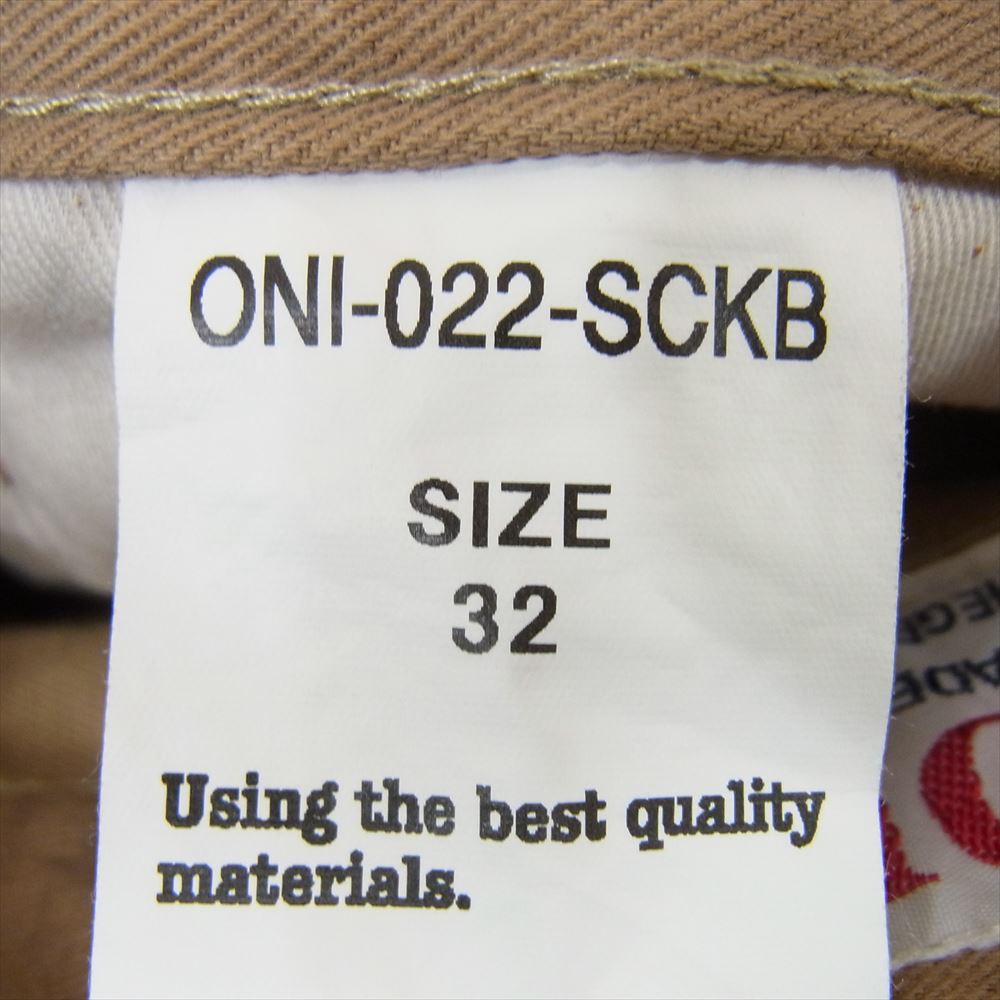 ONI-022-SCKB
SIZE
32
Using the best quality
materials.